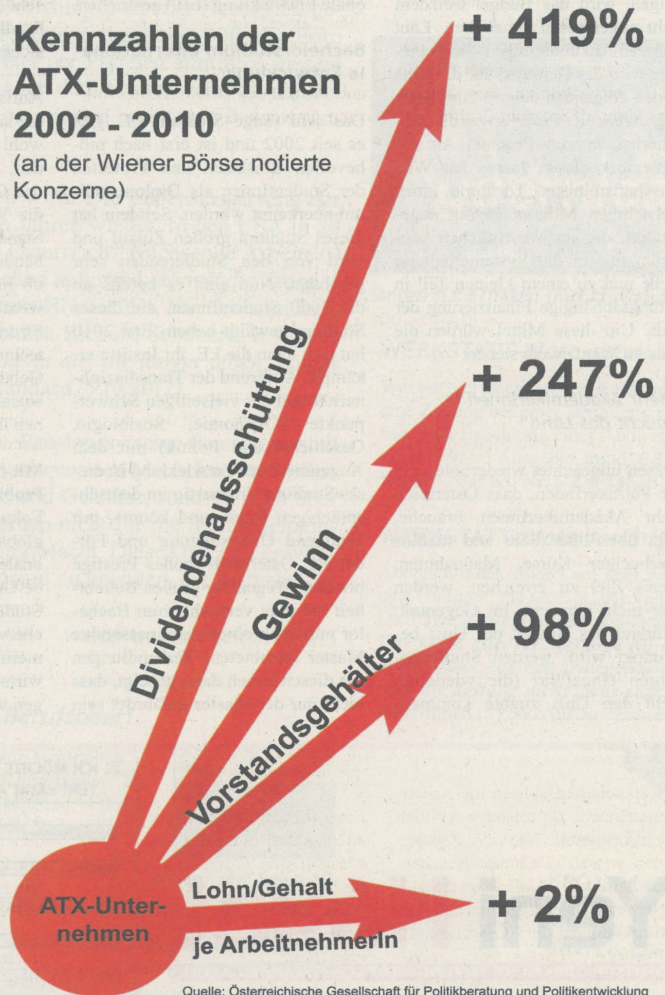 Kennzahlen der
ATX-Unternehmen
2002 - 2010
(an der Wiener Börse notierte
Konzerne)
+ 419%
Dividendenausschüttung
+ 247%
Gewinn
+ 98%
Vorstandsgehälter
ATX-Unter-
nehmen
Lohn/Gehalt
je ArbeitnehmerIn
+ 2%
Quelle: Österreichische Gesellschaft für Politikberatung und Politikentwicklung